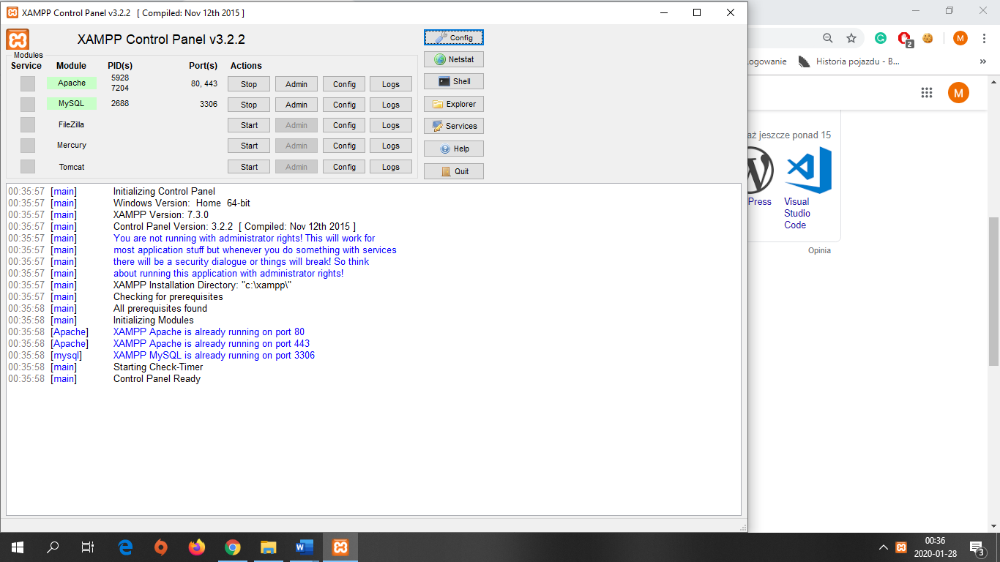 XAMPP Control Panel v3.2.2 [ Compiled: Nov 12th 2015 ]
XAMPP Control Panel v3.2.2
Modules
Service Module PID(s) Port(s) Actions
Apache 5928 7204 80, 443 Stop Admin Config Logs
MySQL 2688 3306 Stop Admin Config Logs
FileZilla Start Admin Config Logs
Mercury Start Admin Config Logs
Tomcat Start Admin Config Logs
Config
Netstat
Shell
Explorer
Services
Help
Quit
00:35:57 [main] Initializing Control Panel
00:35:57 [main] Windows Version: Home 64-bit
00:35:57 [main] XAMPP Version: 7.3.0
00:35:57 [main] Control Panel Version: 3.2.2 [ Compiled: Nov 12th 2015 ]
00:35:57 [main] You are not running with administrator rights! This will work for
00:35:57 [main] most application stuff but whenever you do something with services
00:35:57 [main] there will be a security dialogue or things will break! So think
00:35:57 [main] about running this application with administrator rights!
00:35:57 [main] XAMPP Installation Directory: "c:\xampp\"
00:35:57 [main] Checking for prerequisites
00:35:58 [main] All prerequisites found
00:35:58 [main] Initializing Modules
00:35:58 [Apache] XAMPP Apache is already running on port 80
00:35:58 [Apache] XAMPP Apache is already running on port 443
00:35:58 [mysql] XAMPP MySQL is already running on port 3306
00:35:58 [main] Starting Check-Timer
00:35:58 [main] Control Panel Ready
2
M
ogowanie
Historia pojazdu - B...
»
M
aż jeszcze ponad 15
Press
Visual
Studio
Code
Opinia
W
00:36
2020-01-28
3